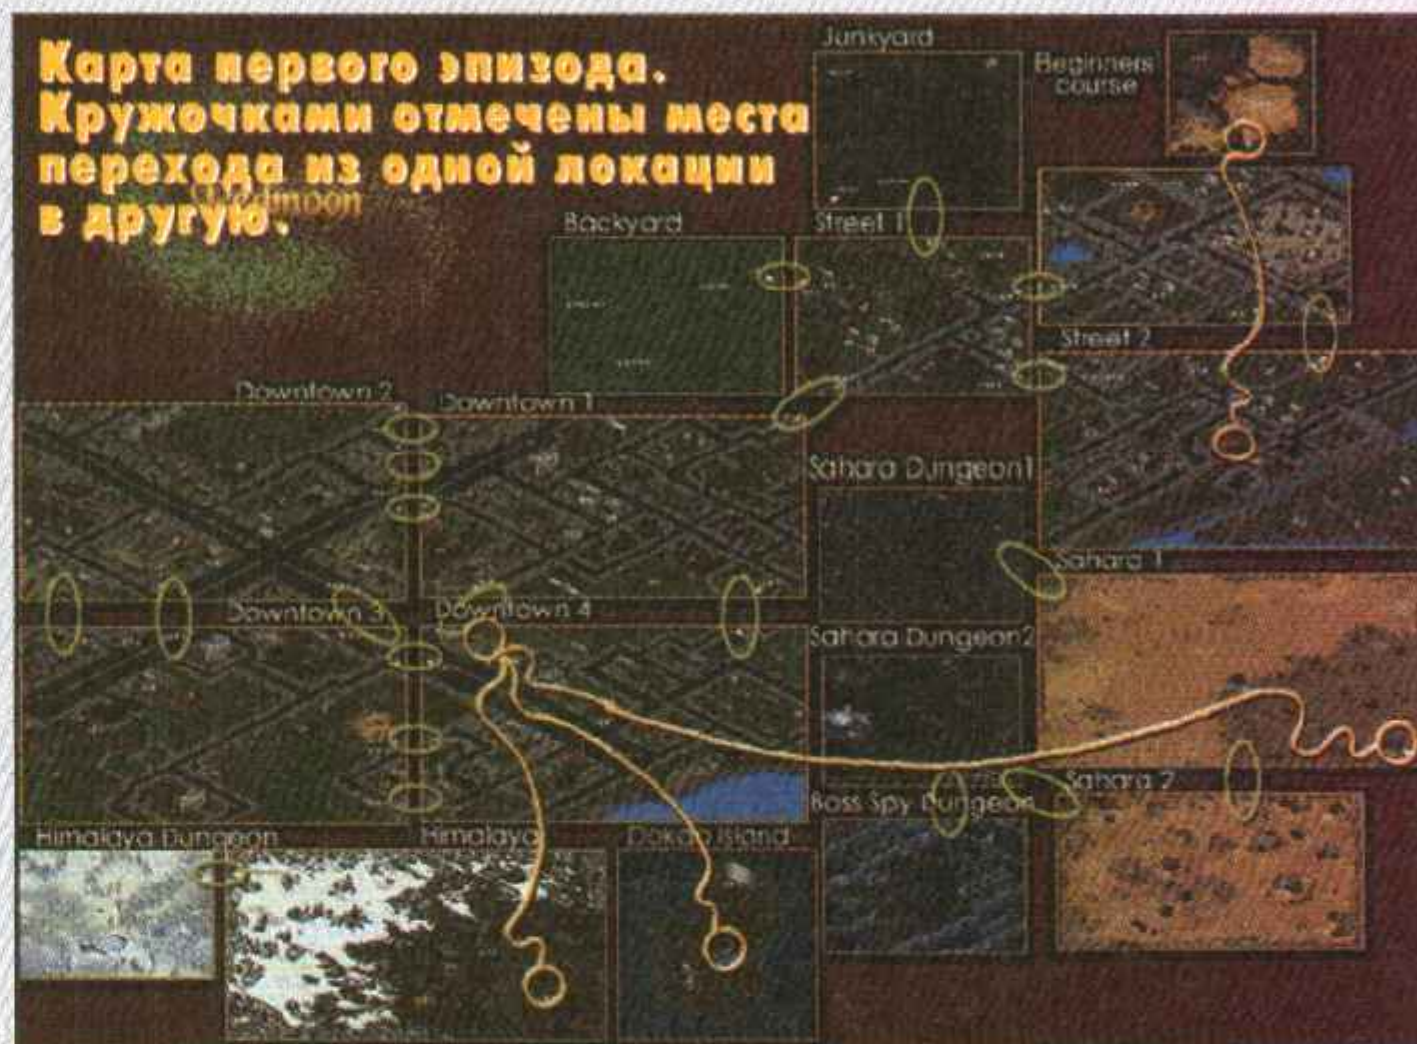 Карта первого эпизода.
Кружочками отмечены места
перехода из одной локации
в другую.
Redmoon
Junkyard
Beginners
course
Backyard
Street 1
Street 2
Downtown 2
Downtown 1
Sahara Dungeon1
Sahara 1
Downtown 3
Downtown 4
Sahara Dungeon2
Sahara 2
Boss Spy Dungeon
Himalaya Dungeon
Himalaya
Island